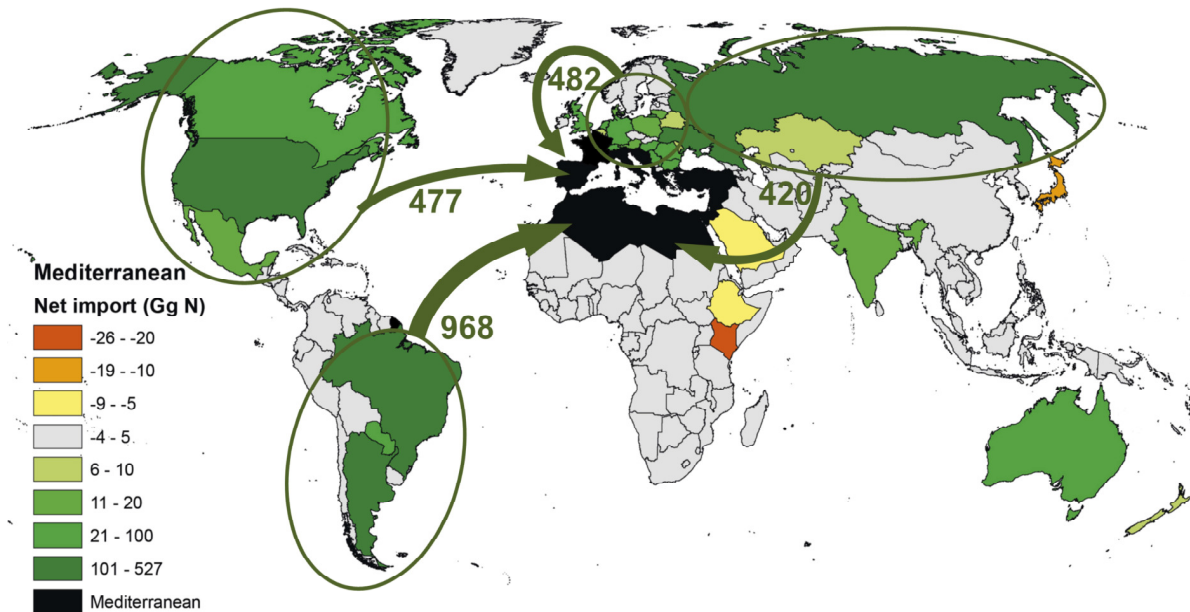 482
477
420
968
Mediterranean
Net import (Gg N)
-26 - -20
-19 - -10
-9 - -5
-4 - 5
6 - 10
11 - 20
21 - 100
101 - 527
Mediterranean